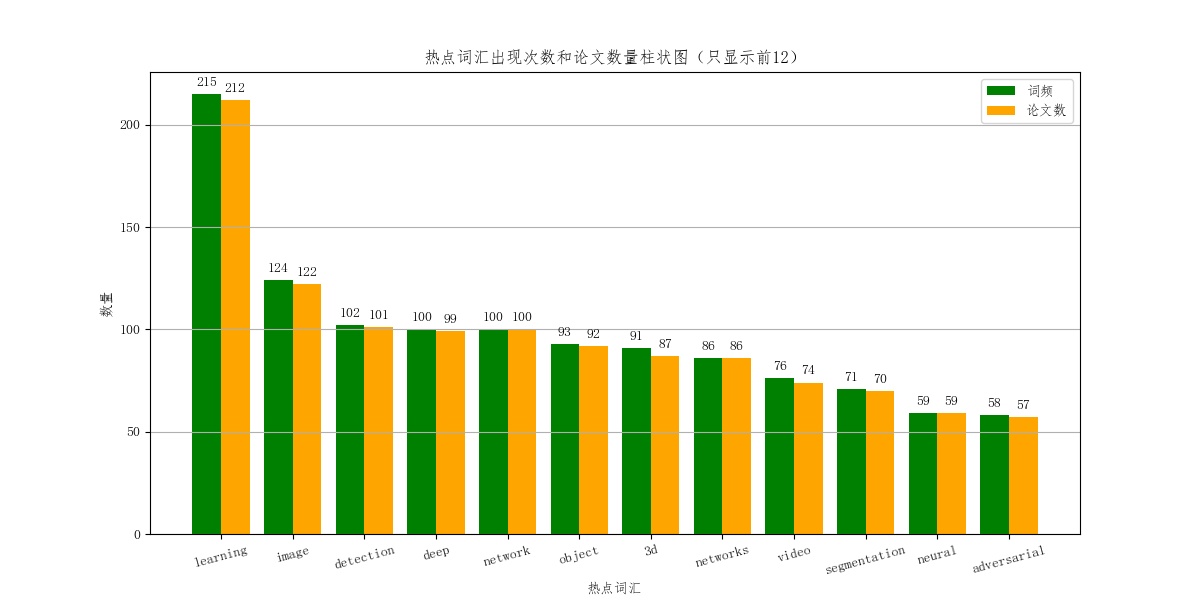 热点词汇出现次数和论文数量柱状图（只显示前12）
词频
论文数
数量
200
150
100
50
0
215 212
124 122
102 101
100 99
100 100
93 92
91 87
86 86
76 74
71 70
59 59
58 57
learning image detection deep network object 3d networks video segmentation neural adversarial
热点词汇